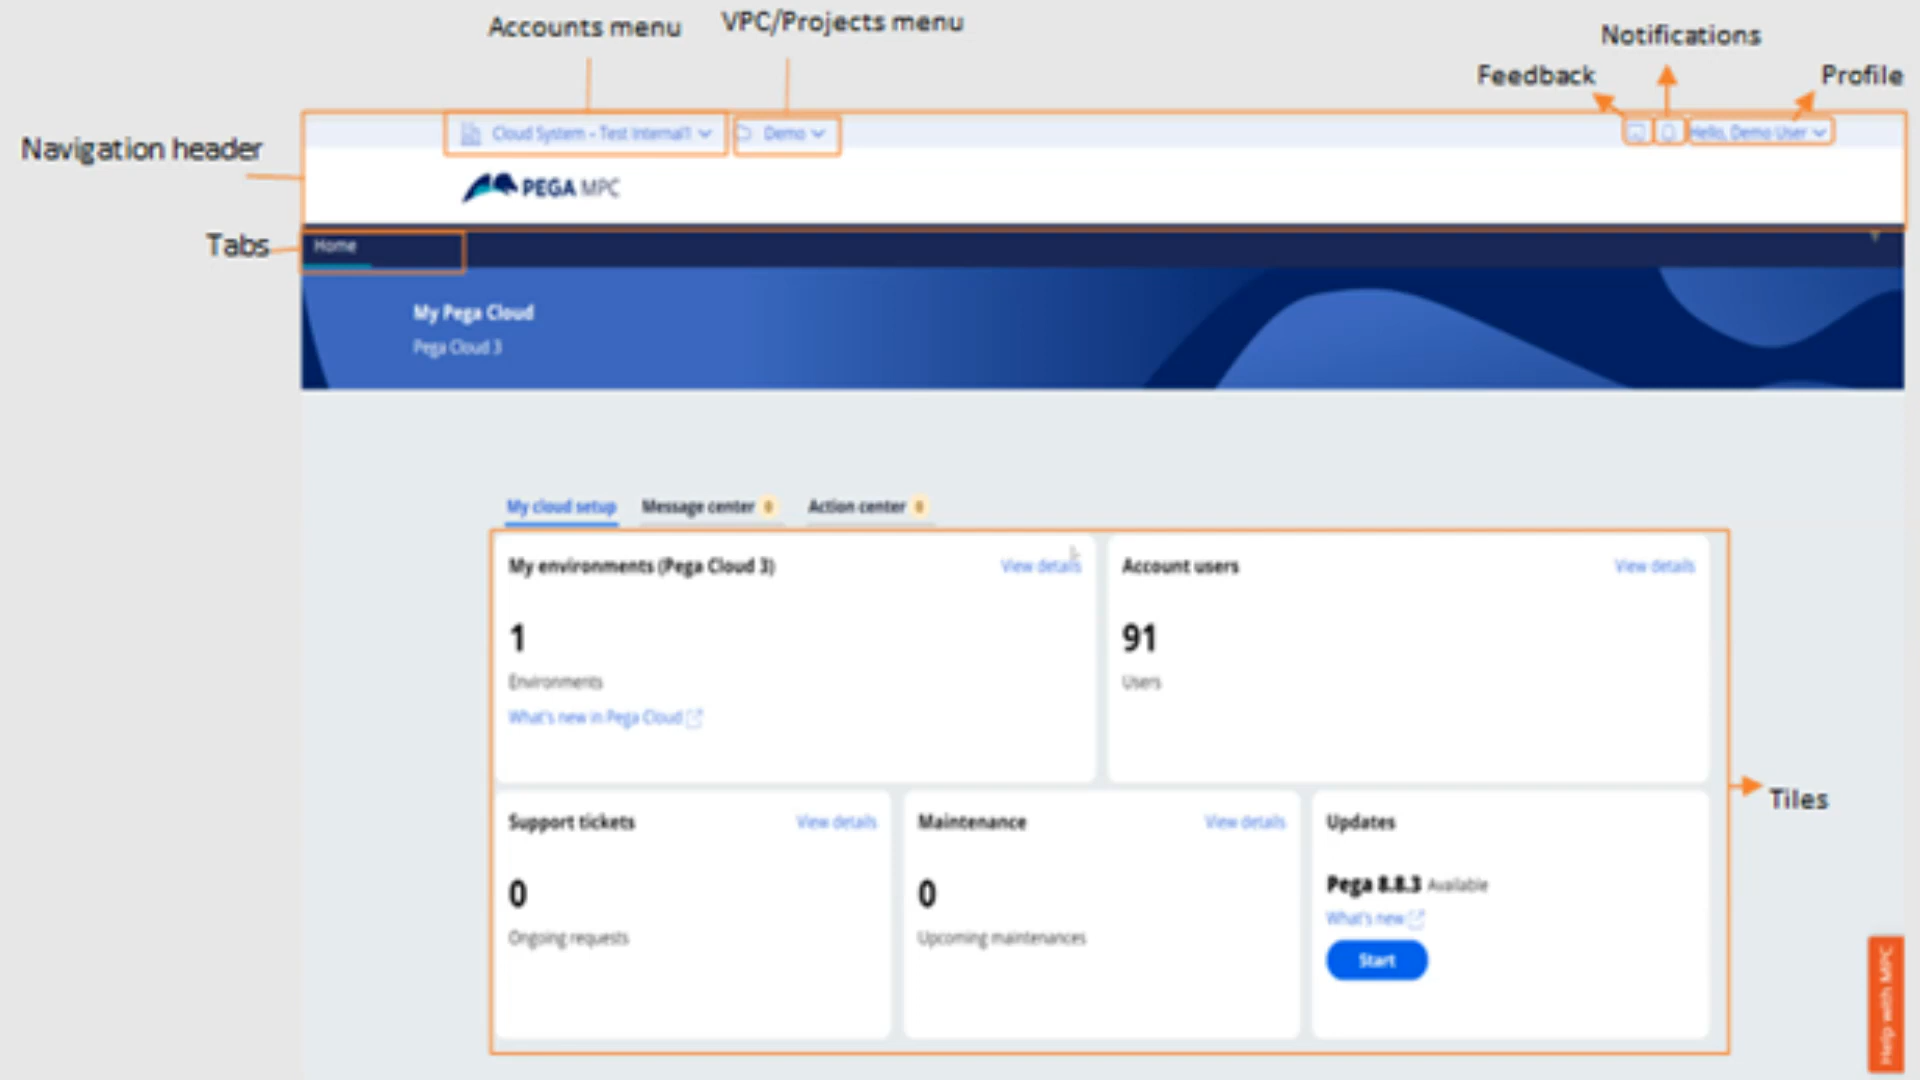 Accounts menu
VPC/Projects menu
Notifications
Feedback
Profile
Navigation header
Cloud System – Test Internal1
Demo
Hello, Demo User
PEGA MPC
Tabs
Home
My Pega Cloud
Pega Cloud 3
My cloud setup
Message center 0
Action center 0
My environments (Pega Cloud 3)
View details
Account users
View details
1
Environments
What's new in Pega Cloud
91
Users
Tiles
Support tickets
View details
0
Ongoing requests
Maintenance
View details
0
Upcoming maintenances
Updates
Pega 8.8.3 Available
What's new
Start
Help with MPC